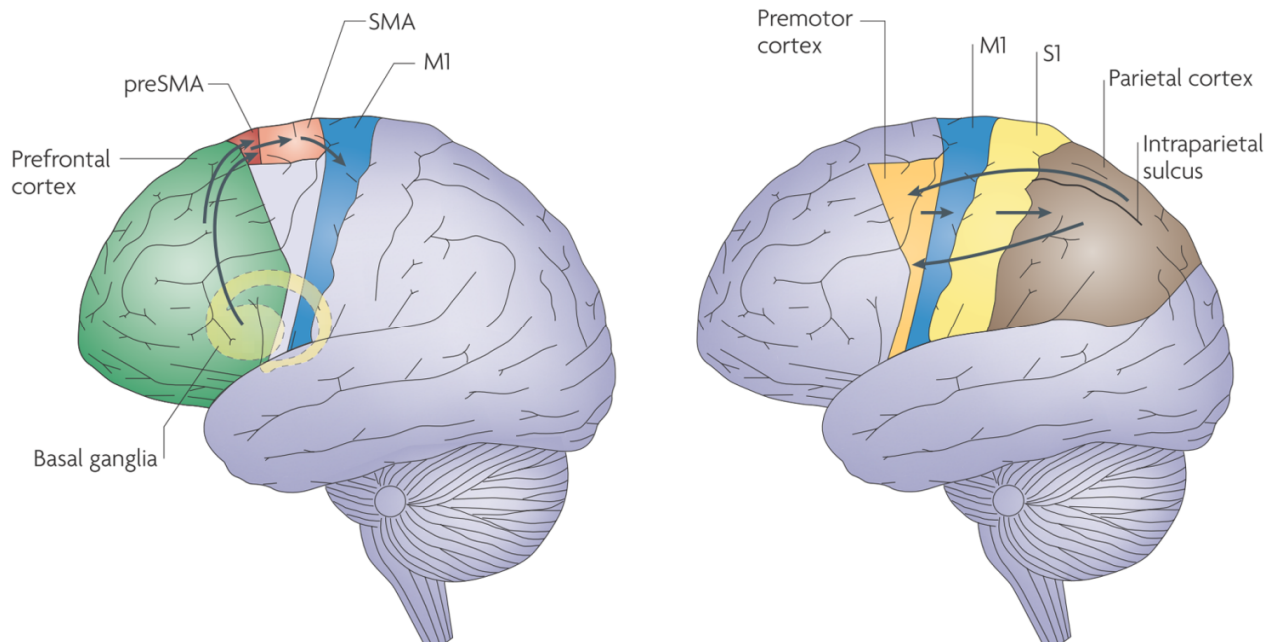 SMA
M1
preSMA
Prefrontal
cortex
Basal ganglia
Premotor
cortex
M1
S1
Parietal cortex
Intraparietal
sulcus